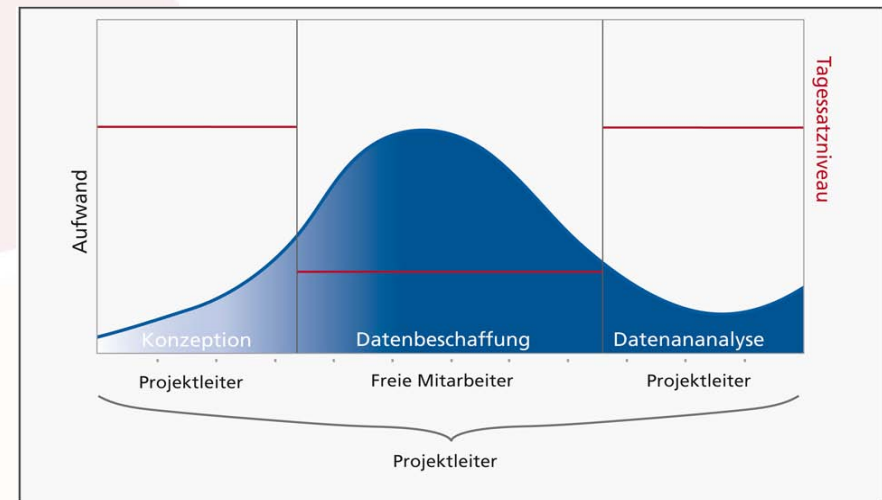 Aufwand
Tagessatzniveau
Konzeption
Datenbeschaffung
Datenananalyse
Projektleiter
Freie Mitarbeiter
Projektleiter
Projektleiter